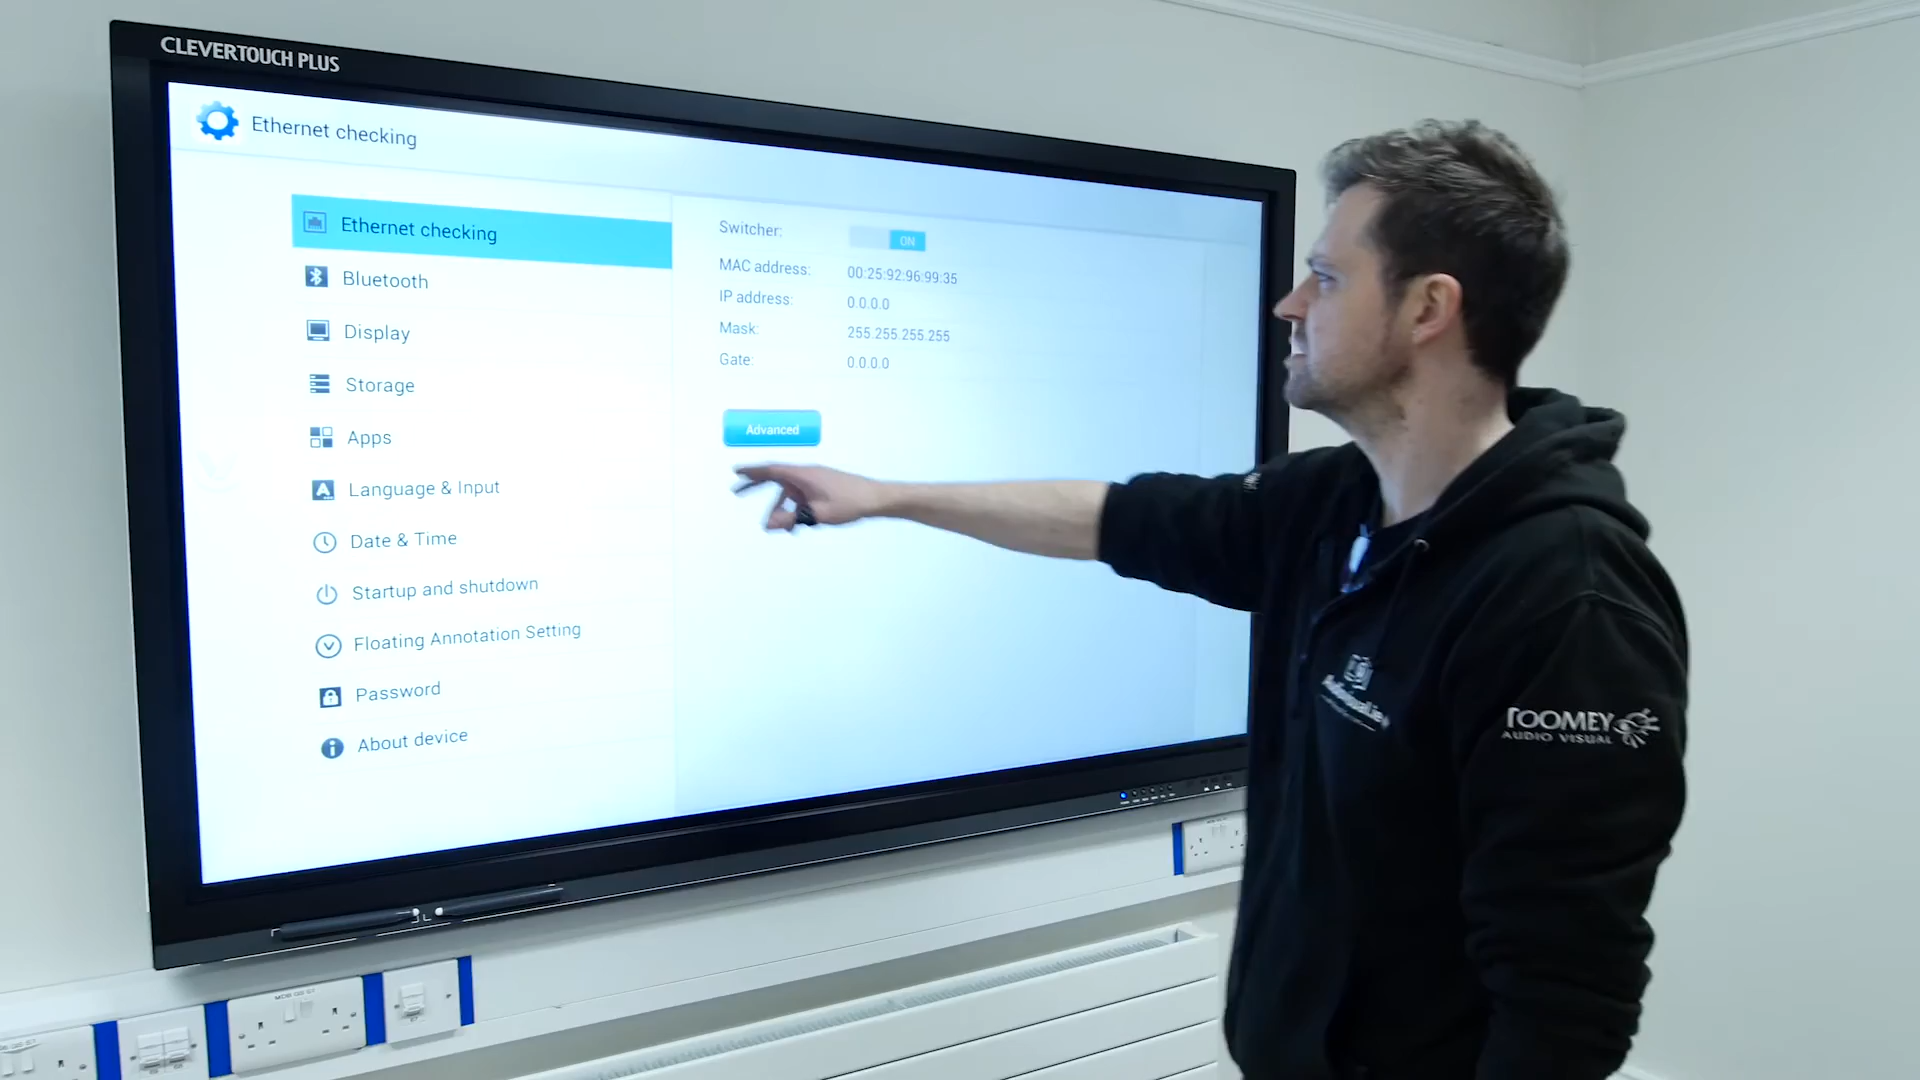 CLEVERTOUCH PLUS
Ethernet checking
Ethernet checking
Bluetooth
Display
Storage
Apps
Language & Input
Date & Time
Startup and shutdown
Floating Annotation Setting
Password
About device
Switcher: ON
MAC address: 00:25:92:96:99:35
IP address: 0.0.0.0
Mask: 255.255.255.255
Gate: 0.0.0.0
Advanced
TOOMEY
AUDIO VISUAL